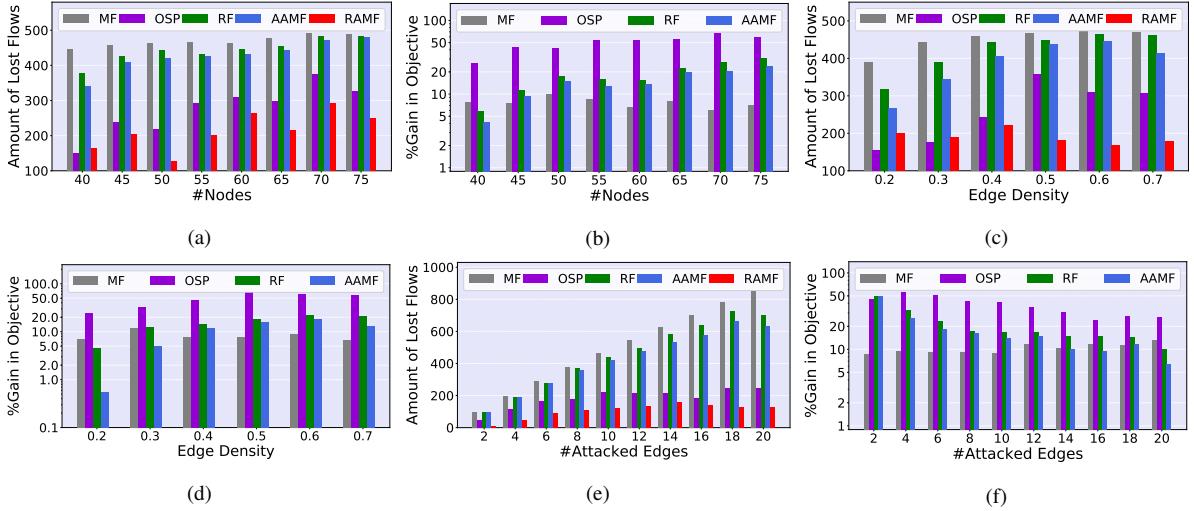 MF OSP RF AAMF RAMF
500
400
300
200
100
Amount of Lost Flows
40 45 50 55 60 65 70 75
#Nodes
(a)
MF OSP RF AAMF
100
50
20
10
5
2
1
%Gain in Objective
40 45 50 55 60 65 70 75
#Nodes
(b)
MF OSP RF AAMF RAMF
500
400
300
200
100
Amount of Lost Flows
0.2 0.3 0.4 0.5 0.6 0.7
Edge Density
(c)
MF OSP RF AAMF
100.0
50.0
20.0
10.0
5.0
2.0
1.0
0.1
%Gain in Objective
0.2 0.3 0.4 0.5 0.6 0.7
Edge Density
(d)
MF OSP RF AAMF RAMF
1000
800
600
400
200
0
Amount of Lost Flows
2 4 6 8 10 12 14 16 18 20
#Attacked Edges
(e)
MF OSP RF AAMF
100
50
20
10
5
2
1
%Gain in Objective
2 4 6 8 10 12 14 16 18 20
#Attacked Edges
(f)